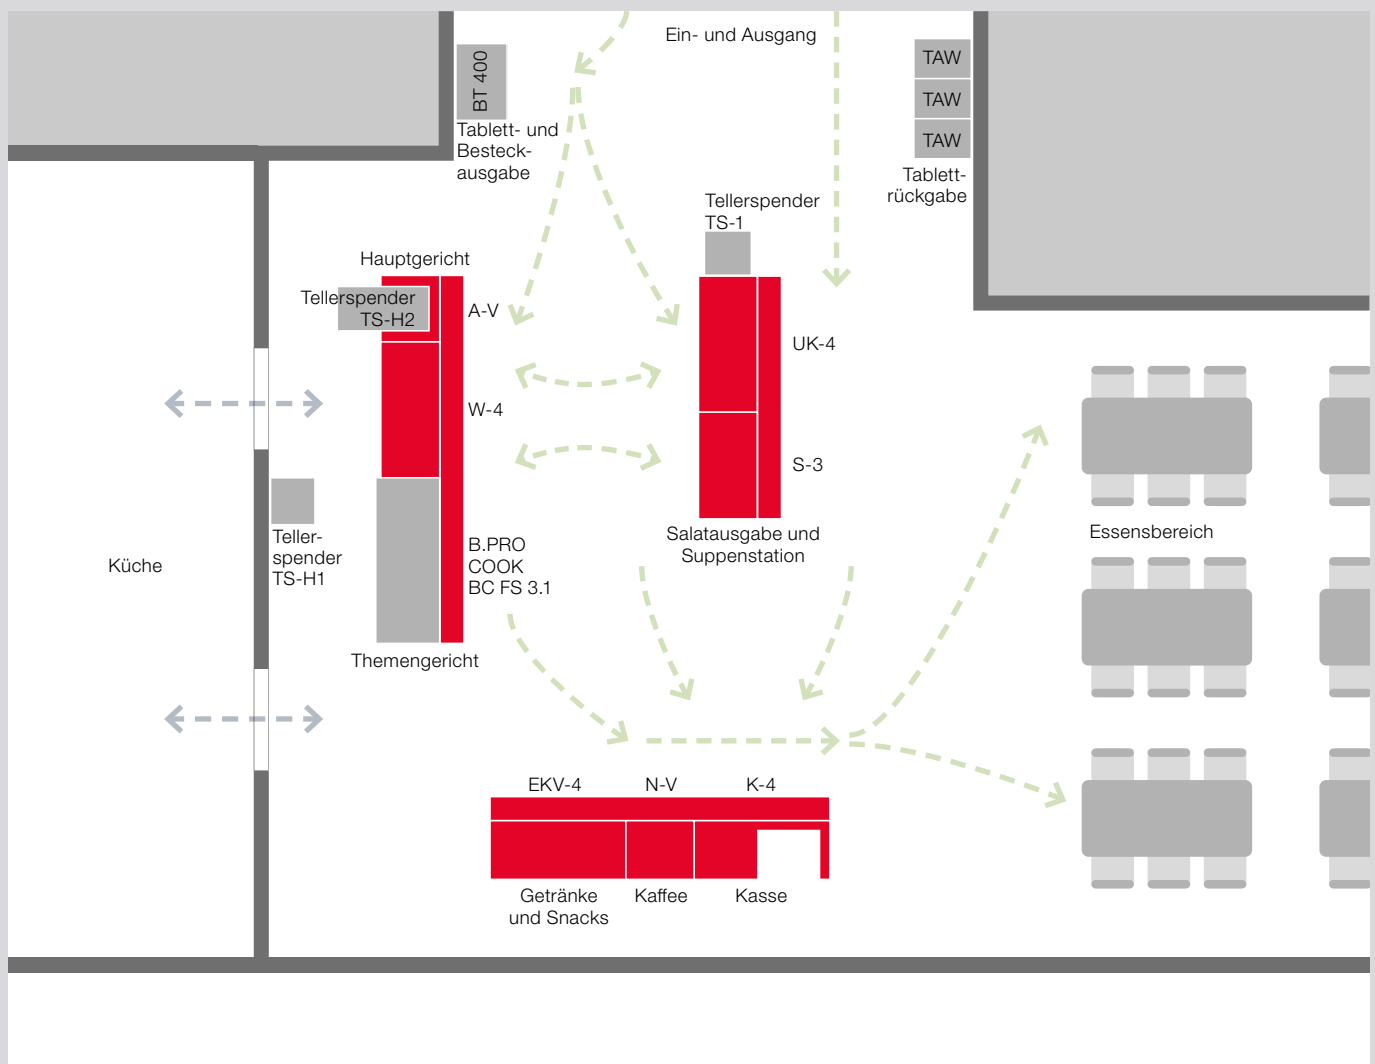 Ein- und Ausgang
BT 400
Tablett- und
Besteck-
ausgabe
TAW
TAW
TAW
Tablett-
rückgabe
Tellerspender
TS-1
Hauptgericht
Tellerspender
TS-H2
A-V
W-4
UK-4
S-3
Salatausgabe und
Suppenstation
Küche
Teller-
spender
TS-H1
B.PRO
COOK
BC FS 3.1
Themengericht
Essensbereich
EKV-4
N-V
K-4
Getränke
und Snacks
Kaffee
Kasse